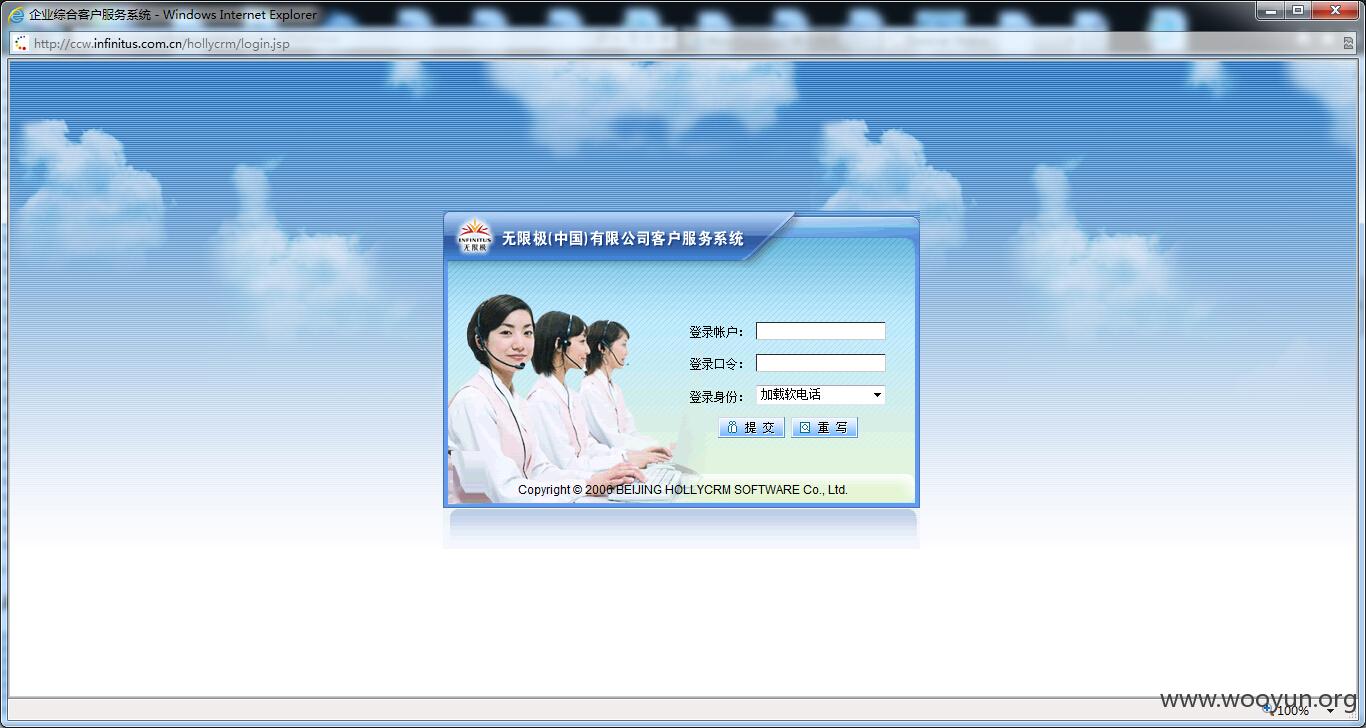 企业综合客户服务系统 - Windows Internet Explorer
http://ccw.infinitus.com.cn/hollycrm/login.jsp
INFINITUS
无限极
无限极(中国)有限公司客户服务系统
登录帐户：
登录口令：
登录身份： 加载软电话
提 交 重 写
Copyright © 2006 BEIJING HOLLYCRM SOFTWARE Co., Ltd.
www.wooyun.org
100%